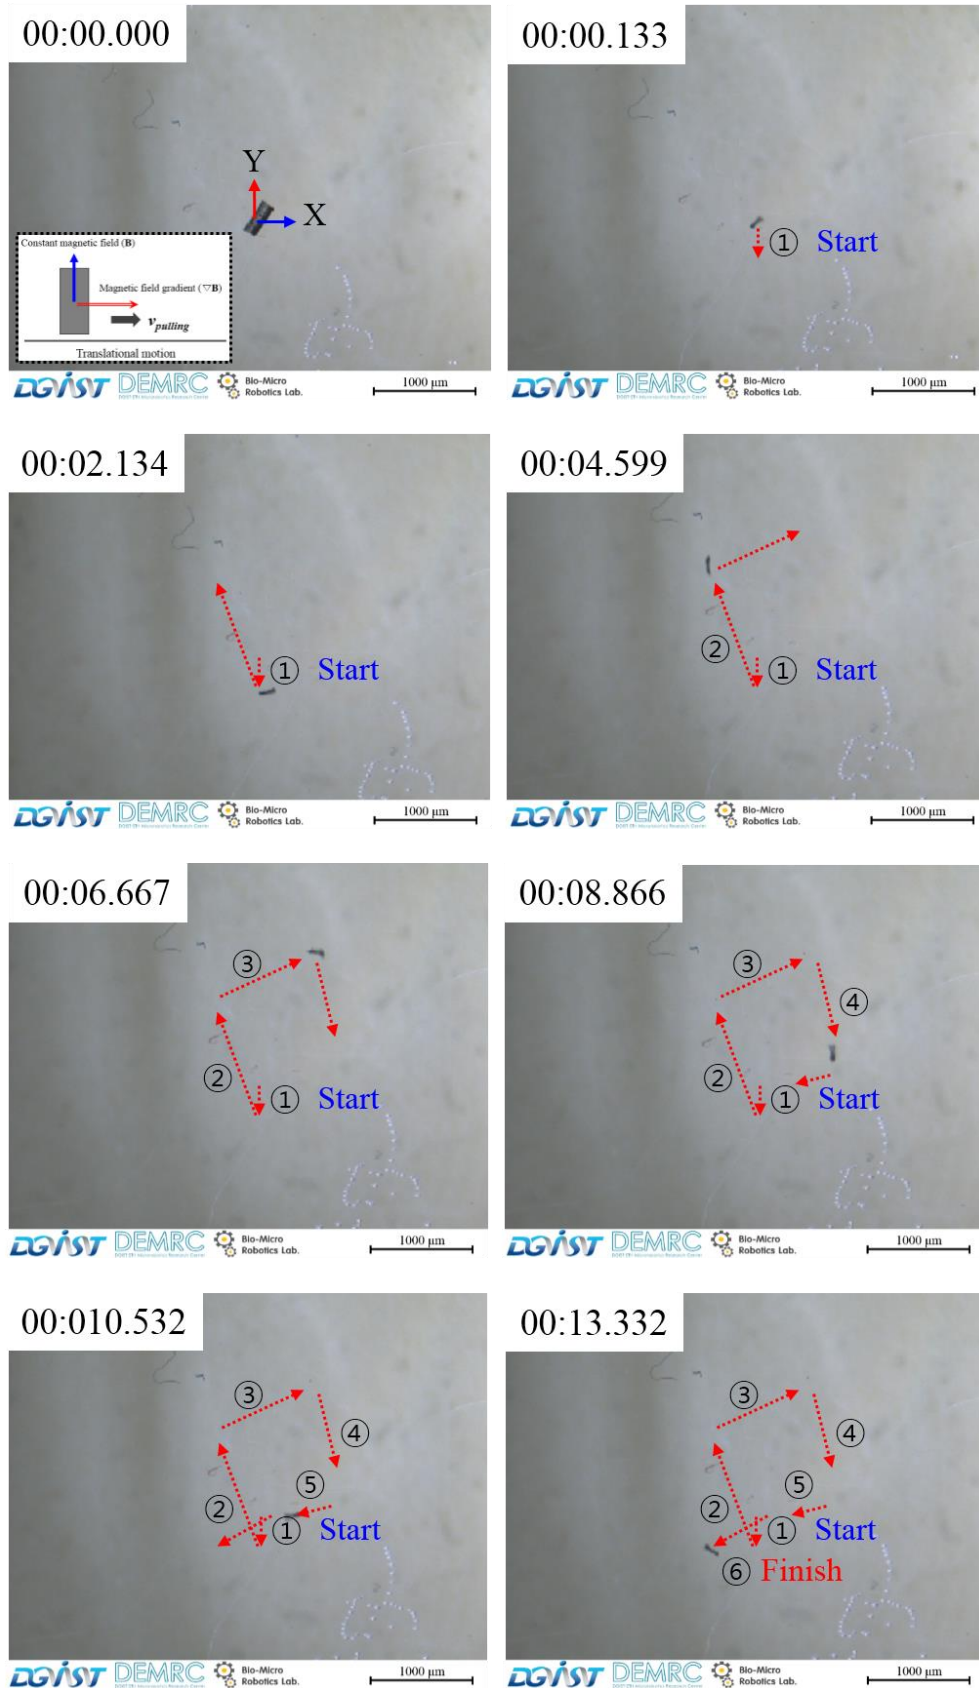 00:00.000
Y
X
Constant magnetic field (B)
Magnetic field gradient (▽B)
v_pulling
Translational motion
DGIST DEMRC Bio-Micro
Robotics Lab.
1000 μm
00:00.133
① Start
DGIST DEMRC Bio-Micro
Robotics Lab.
1000 μm
00:02.134
① Start
DGIST DEMRC Bio-Micro
Robotics Lab.
1000 μm
00:04.599
②
① Start
DGIST DEMRC Bio-Micro
Robotics Lab.
1000 μm
00:06.667
③
②
① Start
DGIST DEMRC Bio-Micro
Robotics Lab.
1000 μm
00:08.866
③
④
②
① Start
DGIST DEMRC Bio-Micro
Robotics Lab.
1000 μm
00:010.532
③
④
⑤
②
① Start
DGIST DEMRC Bio-Micro
Robotics Lab.
1000 μm
00:13.332
③
④
⑤
②
① Start
⑥ Finish
DGIST DEMRC Bio-Micro
Robotics Lab.
1000 μm